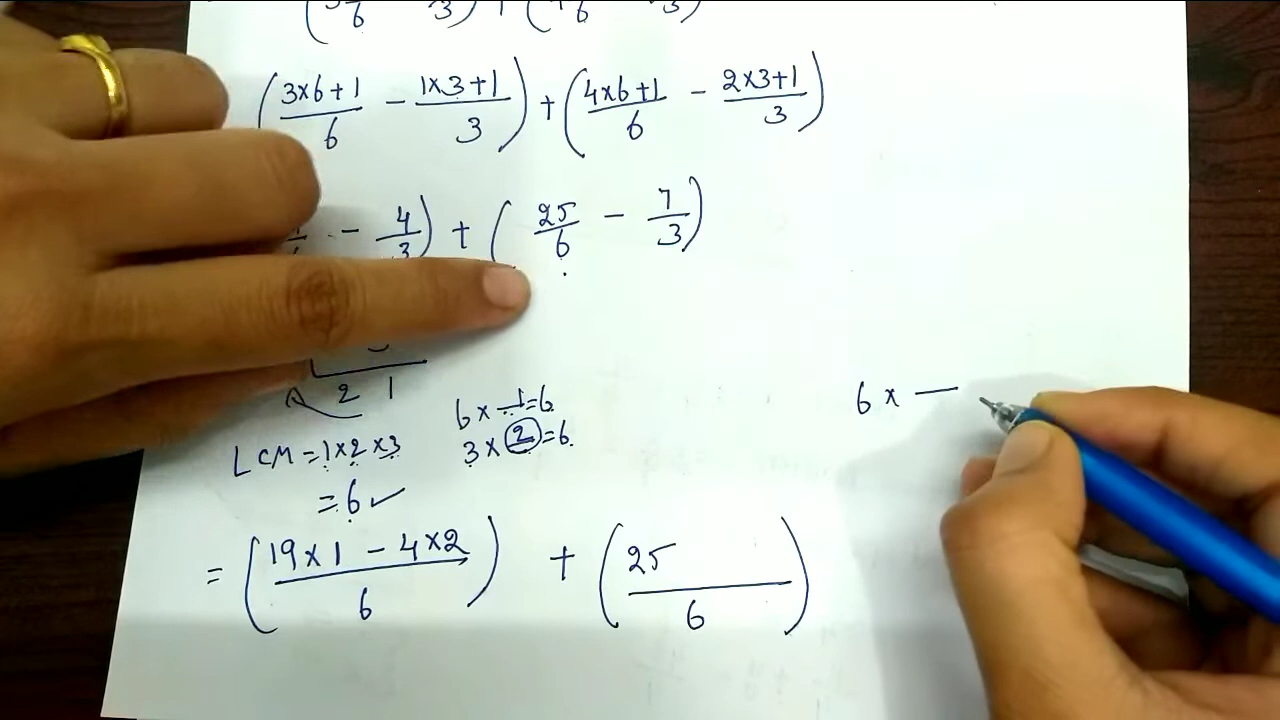 (3×6+1/6 − 1×3+1/3) + (4×6+1/6 − 2×3+1/3)
− 4/3) + (25/6 − 7/3)
2 1
6 × 1=6
3 × 2=6
6 × —
LCM = 1×2×3
= 6 ✓
= (19×1 − 4×2/6) + (25/6)